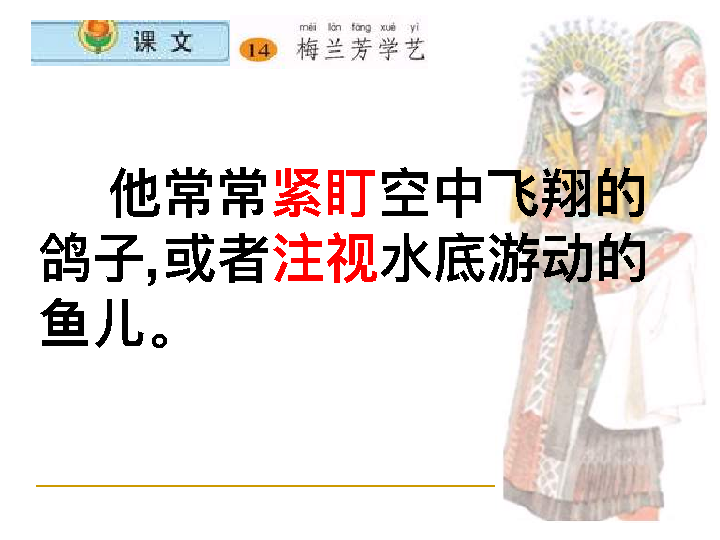 méi lán fāng xué yì
课 文 14 梅兰芳学艺
他常常紧盯空中飞翔的
鸽子,或者注视水底游动的
鱼儿。